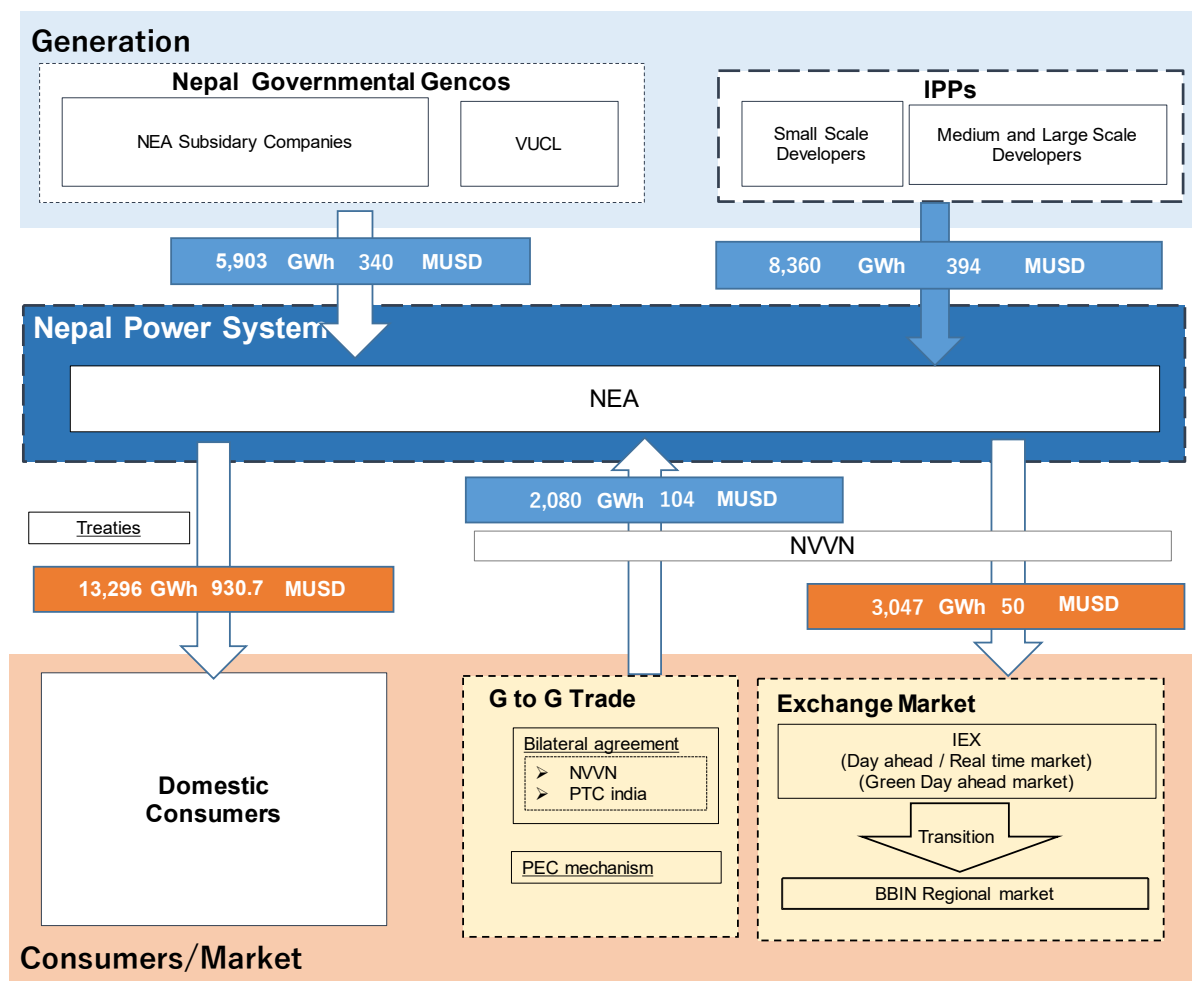 Generation
Nepal Governmental Gencos
NEA Subsidary Companies
VUCL
IPPs
Small Scale
Developers
Medium and Large Scale
Developers
5,903 GWh 340 MUSD
8,360 GWh 394 MUSD
Nepal Power System
NEA
2,080 GWh 104 MUSD
Treaties
NVVN
13,296 GWh 930.7 MUSD
3,047 GWh 50 MUSD
Domestic
Consumers
G to G Trade
Bilateral agreement
➢ NVVN
➢ PTC india
PEC mechanism
Exchange Market
IEX
(Day ahead / Real time market)
(Green Day ahead market)
Transition
BBIN Regional market
Consumers/Market